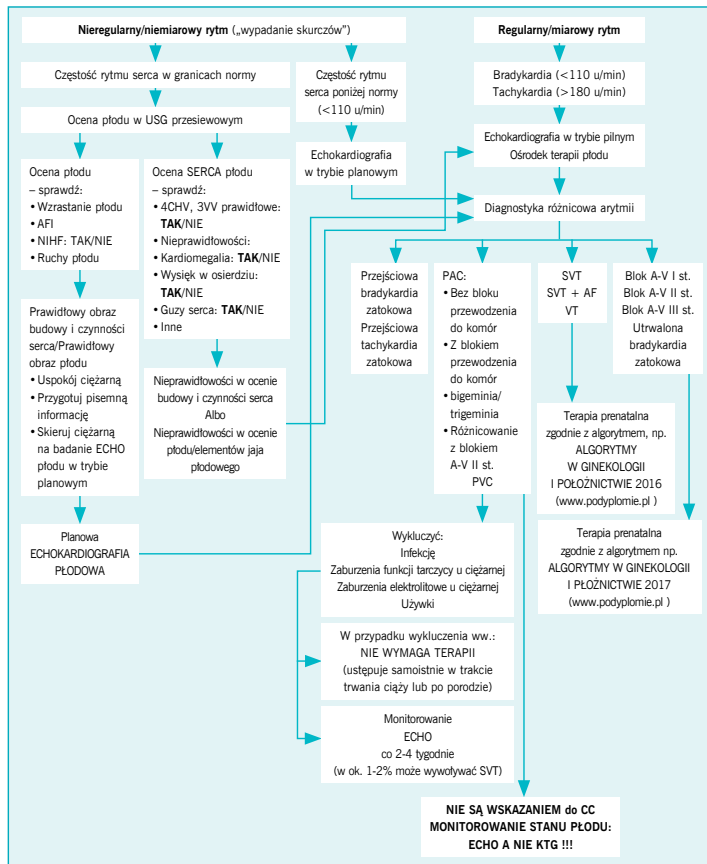 Nieregularny/niemiarowy rytm („wypadanie skurczów”)
Częstość rytmu serca w granicach normy
Ocena płodu w USG przesiewowym
Ocena płodu
– sprawdź:
• Wzrastanie płodu
• AFI
• NIHF: TAK/NIE
• Ruchy płodu
Prawidłowy obraz
budowy i czynności
serca/Prawidłowy
obraz płodu
• Uspokój ciężarną
• Przygotuj pisemną
informację
• Skieruj ciężarną
na badanie ECHO
płodu w trybie
planowym
Planowa
ECHOKARDIOGRAFIA
PŁODOWA
Ocena SERCA płodu
– sprawdź:
• 4CHV, 3VV prawidłowe:
TAK/NIE
• Nieprawidłowości:
• Kardiomegalia: TAK/NIE
• Wysięk w osierdziu:
TAK/NIE
• Guzy serca: TAK/NIE
• Inne
Nieprawidłowości w ocenie
budowy i czynności serca
Albo
Nieprawidłowości w ocenie
płodu/elementów jaja
płodowego
Częstość rytmu
serca poniżej normy
(<110 u/min)
Echokardiografia
w trybie planowym
Regularny/miarowy rytm
Bradykardia (<110 u/min)
Tachykardia (>180 u/min)
Echokardiografia w trybie pilnym
Ośrodek terapii płodu
Diagnostyka różnicowa arytmii
Przejściowa
bradykardia
zatokowa
Przejściowa
tachykardia
zatokowa
PAC:
• Bez bloku
przewodzenia
do komór
• Z blokiem
przewodzenia
do komór
• bigeminia/
trigeminia
• Różnicowanie
z blokiem
A-V II st.
PVC
SVT
SVT + AF
VT
Blok A-V I st.
Blok A-V II st.
Blok A-V III st.
Utrwalona
bradykardia
zatokowa
Terapia prenatalna
zgodnie z algorytmem, np.
ALGORYTMY
W GINEKOLOGII
I POŁOŻNICTWIE 2016
(www.podyplomie.pl )
Terapia prenatalna
zgodnie z algorytmem np.
ALGORYTMY W GINEKOLOGII
I PŁOŻNICTWIE 2017
(www.podyplomie.pl )
Wykluczyć:
Infekcję
Zaburzenia funkcji tarczycy u ciężarnej
Zaburzenia elektrolitowe u ciężarnej
Używki
W przypadku wykluczenia ww.:
NIE WYMAGA TERAPII
(ustępuje samoistnie w trakcie
trwania ciąży lub po porodzie)
Monitorowanie
ECHO
co 2-4 tygodnie
(w ok. 1-2% może wywoływać SVT)
NIE SĄ WSKAZANIEM do CC
MONITOROWANIE STANU PŁODU:
ECHO A NIE KTG !!!